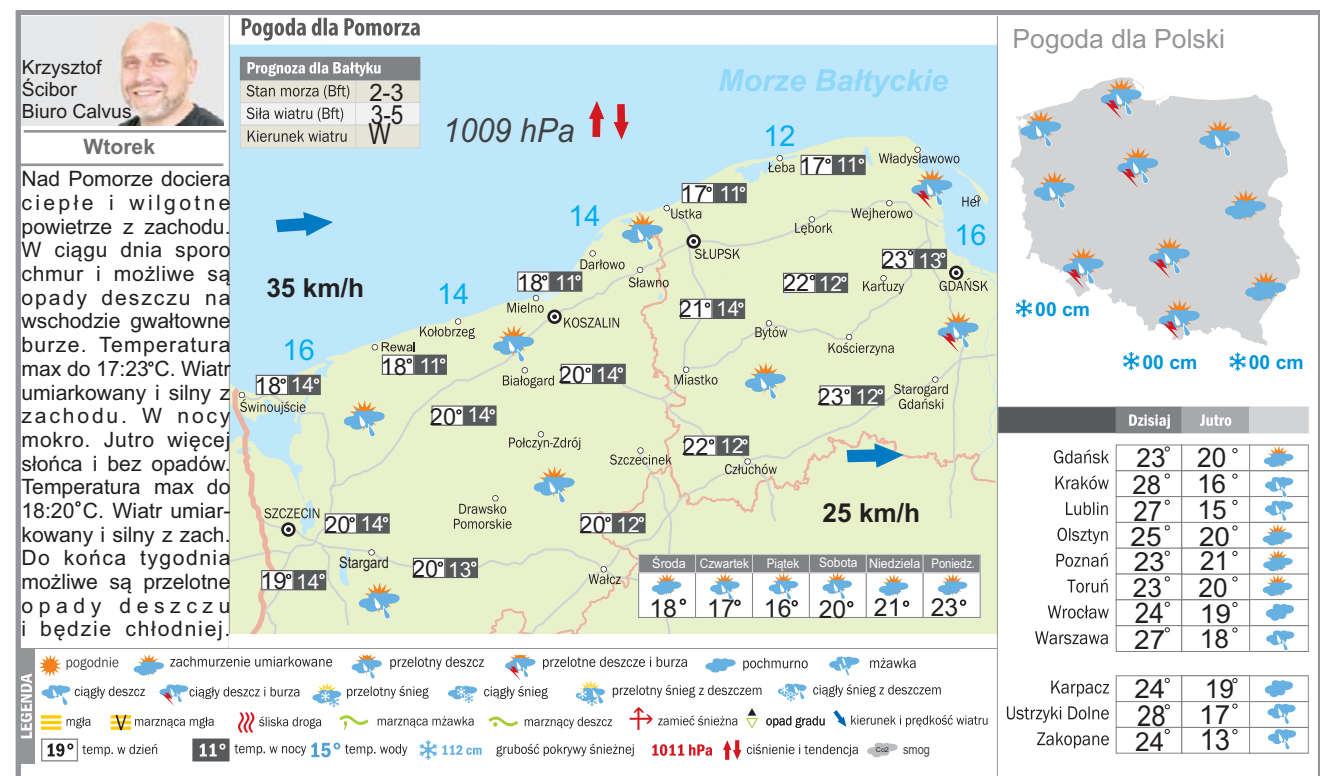 Krzysztof
Ścibor
Biuro Calvus
Wtorek
Nad Pomorze dociera
ciepłe i wilgotne
powietrze z zachodu.
W ciągu dnia sporo
chmur i możliwe są
opady deszczu na
wschodzie gwałtowne
burze. Temperatura
max do 17:23°C. Wiatr
umiarkowany i silny z
zachodu. W nocy
mokro. Jutro więcej
słońca i bez opadów.
Temperatura max do
18:20°C. Wiatr umiar-
kowany i silny z zach.
Do końca tygodnia
możliwe są przelotne
opady deszczu
i będzie chłodniej.
Pogoda dla Pomorza
Prognoza dla Bałtyku
Stan morza (Bft) 2-3
Siła wiatru (Bft) 3-5
Kierunek wiatru W
1009 hPa
Morze Bałtyckie
12
Łeba 17° 11°
Władysławowo
Hel
17° 11°
Ustka
Wejherowo
Lębork
14
16
SŁUPSK
23° 13°
GDAŃSK
Darłowo
Sławno
18° 11°
Mielno
22° 12°
Kartuzy
35 km/h
14
KOSZALIN
21° 14°
Kołobrzeg
Bytów
Kościerzyna
16
Rewal
18° 11°
Białogard
20° 14°
Miastko
18° 14°
Świnoujście
23° 12°
Starogard
Gdański
20° 14°
Połczyn-Zdrój
22° 12°
Człuchów
Szczecinek
25 km/h
Drawsko
Pomorskie
SZCZECIN
20° 14°
20° 12°
Stargard
20° 13°
19° 14°
Wałcz
Środa Czwartek Piątek Sobota Niedziela Poniedz.
18° 17° 16° 20° 21° 23°
Pogoda dla Polski
00 cm
00 cm 00 cm
Dzisiaj Jutro
Gdańsk 23° 20°
Kraków 28° 16°
Lublin 27° 15°
Olsztyn 25° 20°
Poznań 23° 21°
Toruń 23° 20°
Wrocław 24° 19°
Warszawa 27° 18°
Karpacz 24° 19°
Ustrzyki Dolne 28° 17°
Zakopane 24° 13°
LEGENDA
pogodnie zachmurzenie umiarkowane przelotny deszcz przelotne deszcze i burza pochmurno mżawka
ciągły deszcz ciągły deszcz i burza przelotny śnieg ciągły śnieg przelotny śnieg z deszczem ciągły śnieg z deszczem
mgła marznąca mgła śliska droga marznąca mżawka marznący deszcz zamieć śnieżna opad gradu kierunek i prędkość wiatru
19° temp. w dzień 11° temp. w nocy 15° temp. wody 112 cm grubość pokrywy śnieżnej 1011 hPa ciśnienie i tendencja Co2 smog